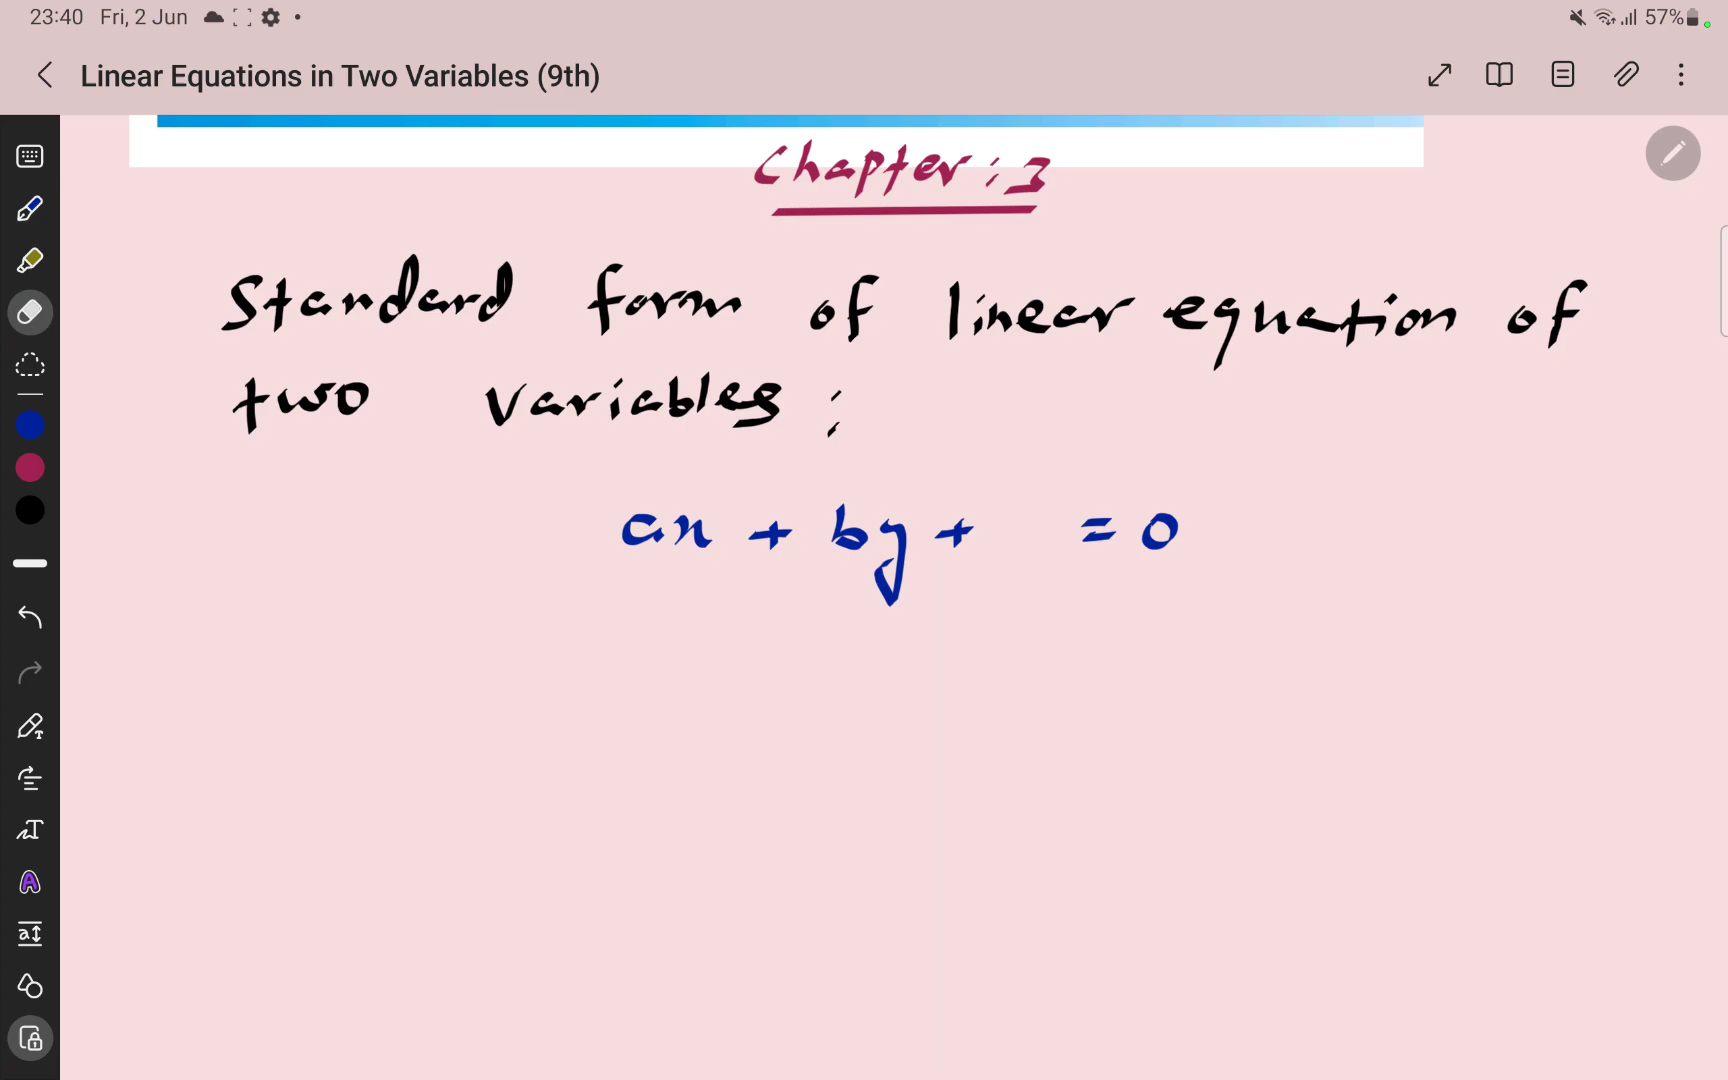 23:40 Fri, 2 Jun 57%
Linear Equations in Two Variables (9th)
Chapter : 3
Standard form of linear equation of
two variables :
ax + by + = 0